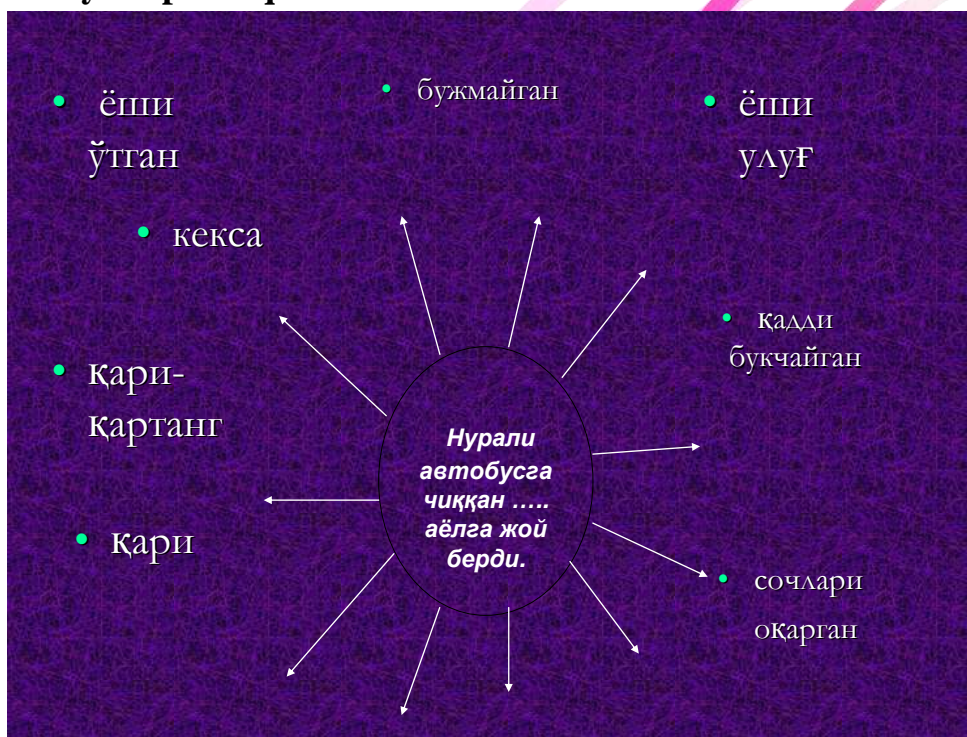 ёши
ўтган
бужмайган
ёши
улуғ
кекса
қадди
букчайган
қари-
қартанг
Нурали
автобусга
чиққан …..
аёлга жой
берди.
қари
сочлари
оқарган